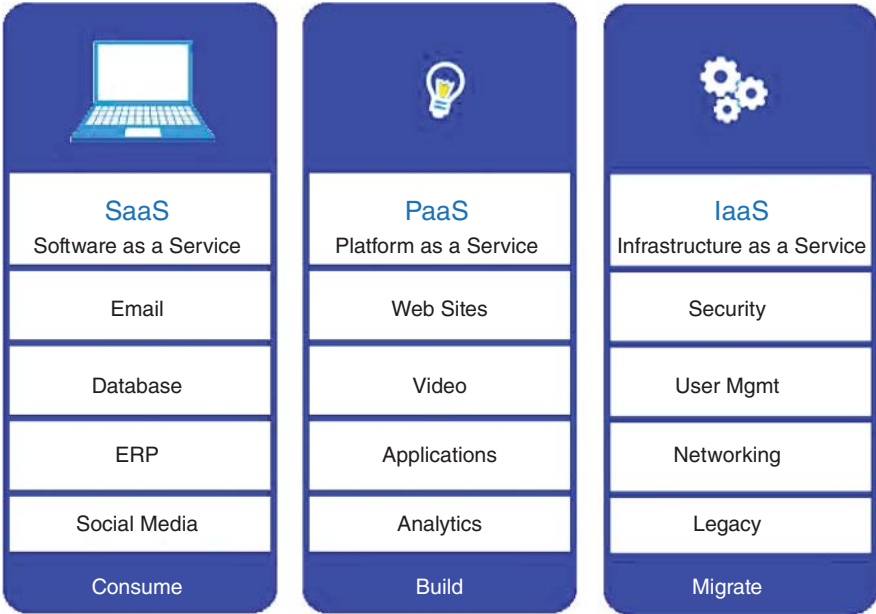 SaaS
Software as a Service
Email
Database
ERP
Social Media
Consume
PaaS
Platform as a Service
Web Sites
Video
Applications
Analytics
Build
IaaS
Infrastructure as a Service
Security
User Mgmt
Networking
Legacy
Migrate